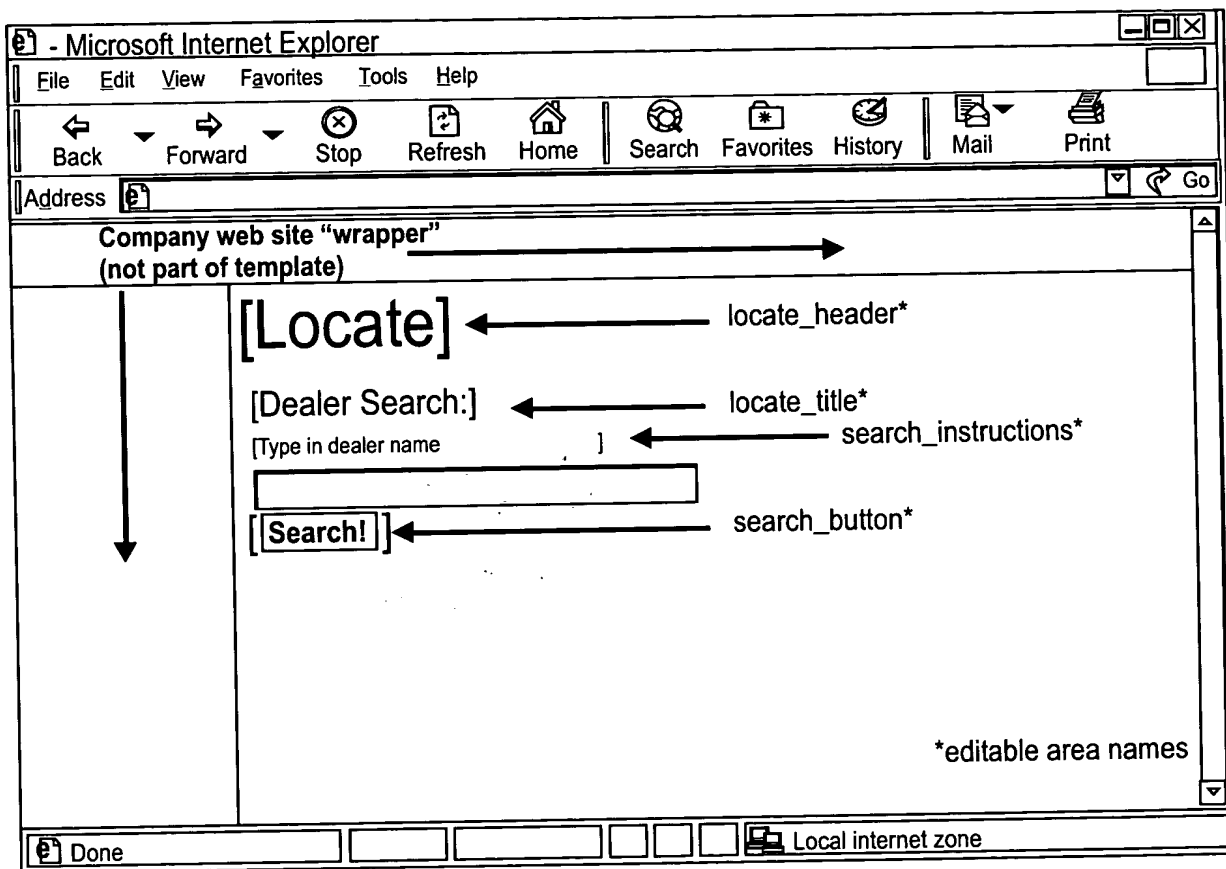 - Microsoft Internet Explorer
File Edit View Favorites Tools Help
Back Forward Stop Refresh Home Search Favorites History Mail Print
Address Go
Company web site “wrapper”
(not part of template)
[Locate] locate_header*
[Dealer Search:] locate_title*
[Type in dealer name ] search_instructions*
[Search!] search_button*
*editable area names
Done Local internet zone